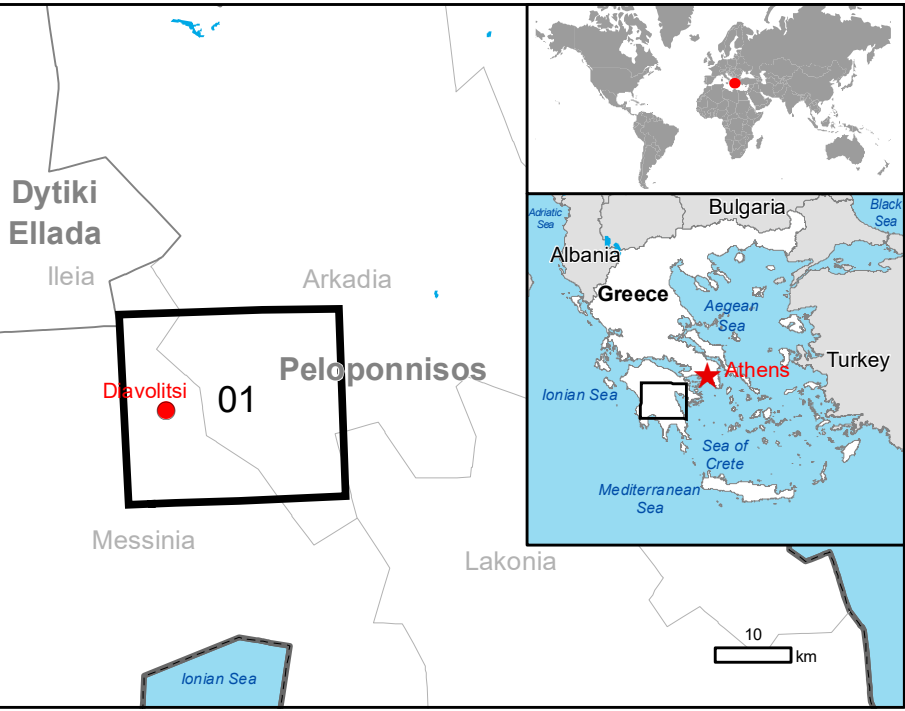 Dytiki
Ellada
Ileia
Arkadia
Peloponnisos
Diavolitsi
01
Messinia
Lakonia
Ionian Sea
10
km
Adriatic
Sea
Bulgaria
Black
Sea
Albania
Greece
Aegean
Sea
Turkey
Athens
Ionian Sea
Sea of
Crete
Mediterranean
Sea